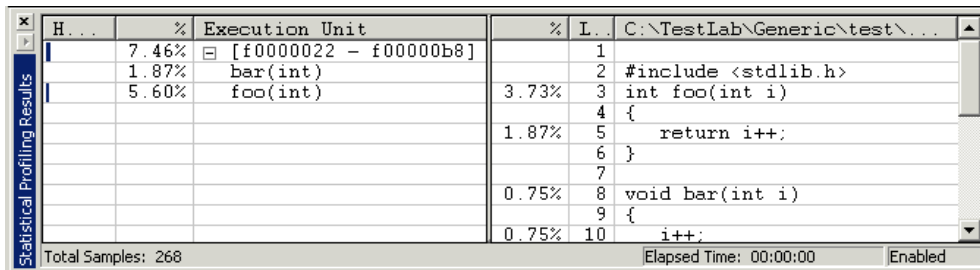 H... % Execution Unit % L.. C:\TestLab\Generic\test\...
7.46% [f0000022 - f00000b8] 1
1.87% bar(int) 2 #include <stdlib.h>
5.60% foo(int) 3.73% 3 int foo(int i)
4 {
1.87% 5 return i++;
6 }
7
0.75% 8 void bar(int i)
9 {
0.75% 10 i++;
Statistical Profiling Results
Total Samples: 268 Elapsed Time: 00:00:00 Enabled